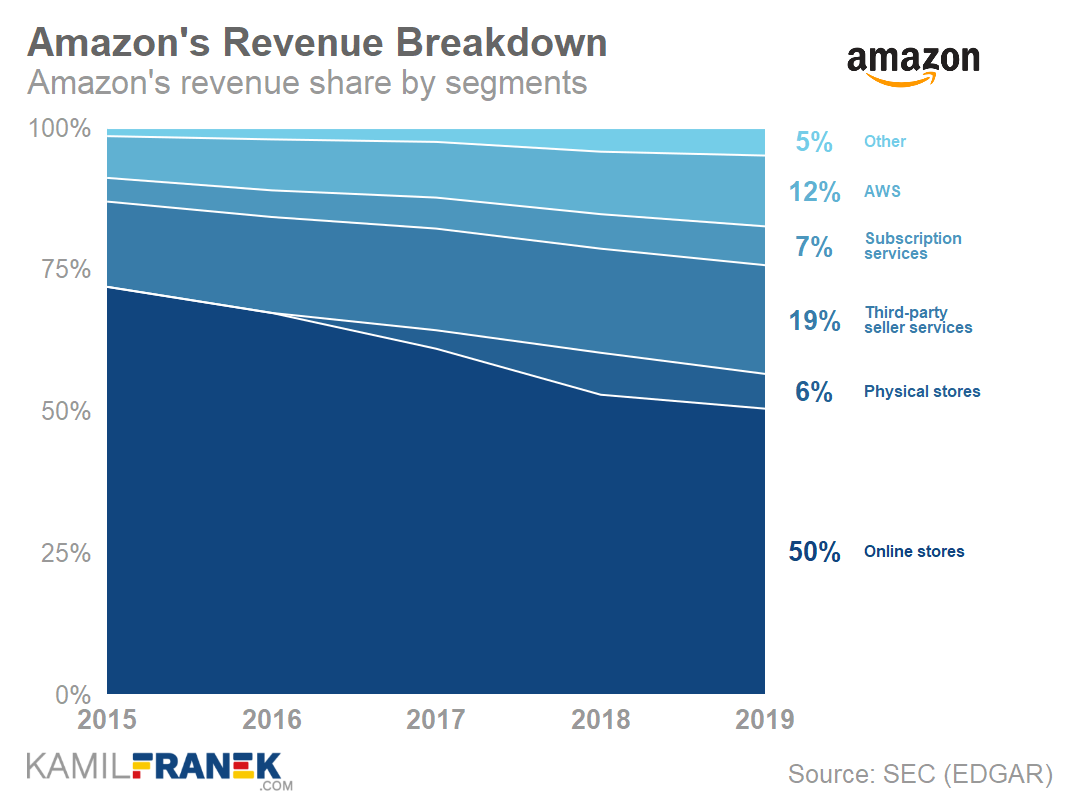 Amazon's Revenue Breakdown
Amazon's revenue share by segments
amazon
100%
75%
50%
25%
0%
2015 2016 2017 2018 2019
5% Other
12% AWS
7% Subscription
services
19% Third-party
seller services
6% Physical stores
50% Online stores
KAMILFRANEK
.COM
Source: SEC (EDGAR)